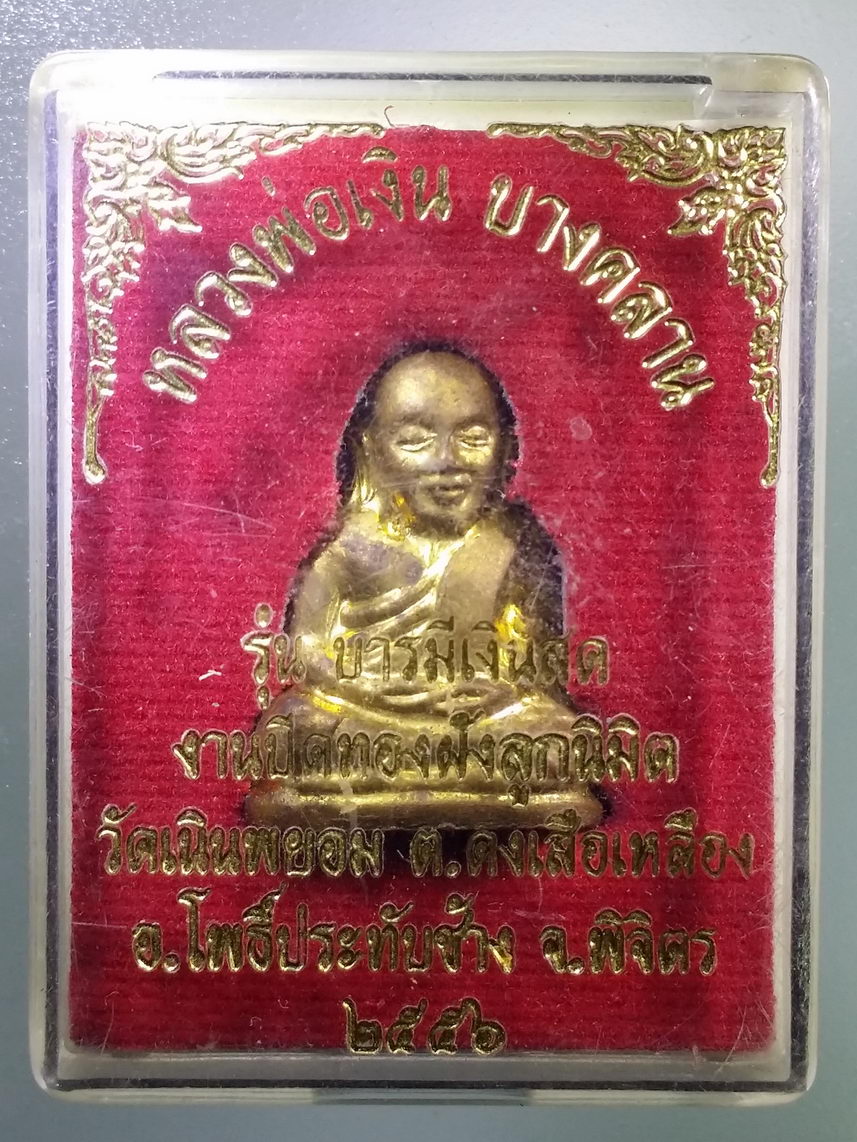 หลวงพ่อเงิน บางคลาน
รุ่น บารมีเงินสด
งานปิดทองฝังลูกนิมิต
วัดเนินพยอม ต.ดงเสือเหลือง
อ.โพธิ์ประทับช้าง จ.พิจิตร
๒๕๕๖